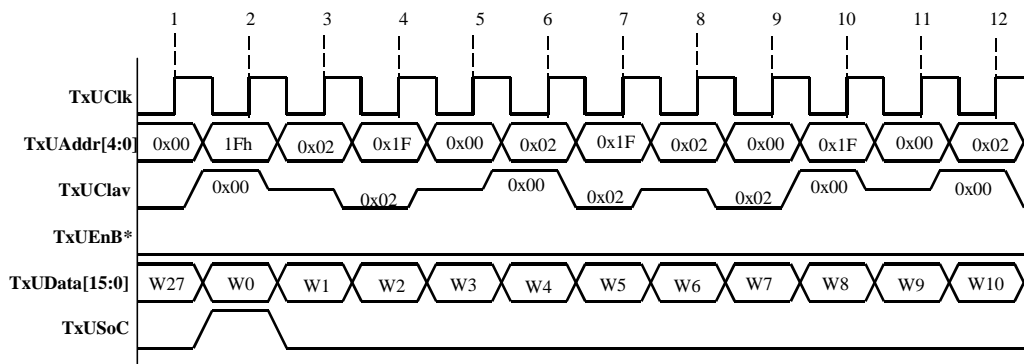 1 2 3 4 5 6 7 8 9 10 11 12
TxUClk
TxUAddr[4:0] 0x00 1Fh 0x02 0x1F 0x00 0x02 0x1F 0x02 0x00 0x1F 0x00 0x02
TxUClav 0x00 0x02 0x00 0x02 0x02 0x00 0x00
TxUEnB*
TxUData[15:0] W27 W0 W1 W2 W3 W4 W5 W6 W7 W8 W9 W10
TxUSoC